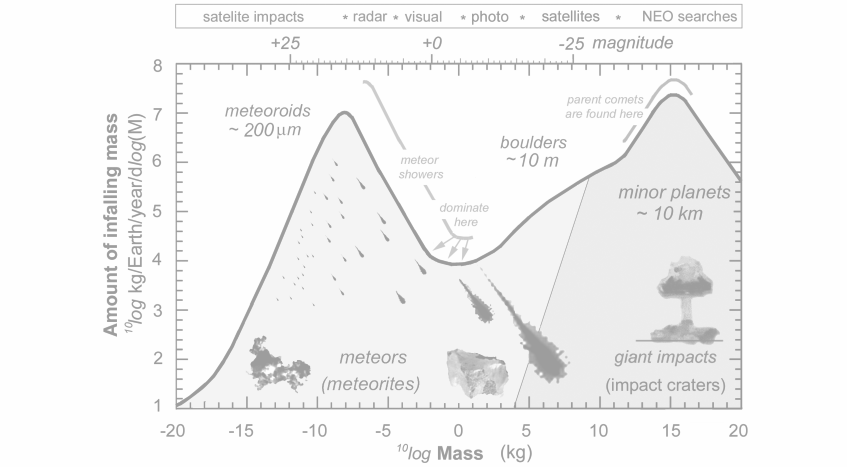 satelite impacts * radar * visual * photo * satellites * NEO searches
+25 +0 -25 magnitude
8
7
6
5
4
3
2
1
Amount of infalling mass
10log kg/Earth/year/dlog(M)
meteoroids
~ 200 µm
meteor
showers
dominate
here
boulders
~ 10 m
parent comets
are found here
minor planets
~ 10 km
meteors
(meteorites)
giant impacts
(impact craters)
-20 -15 -10 -5 0 5 10 15 20
10log Mass (kg)